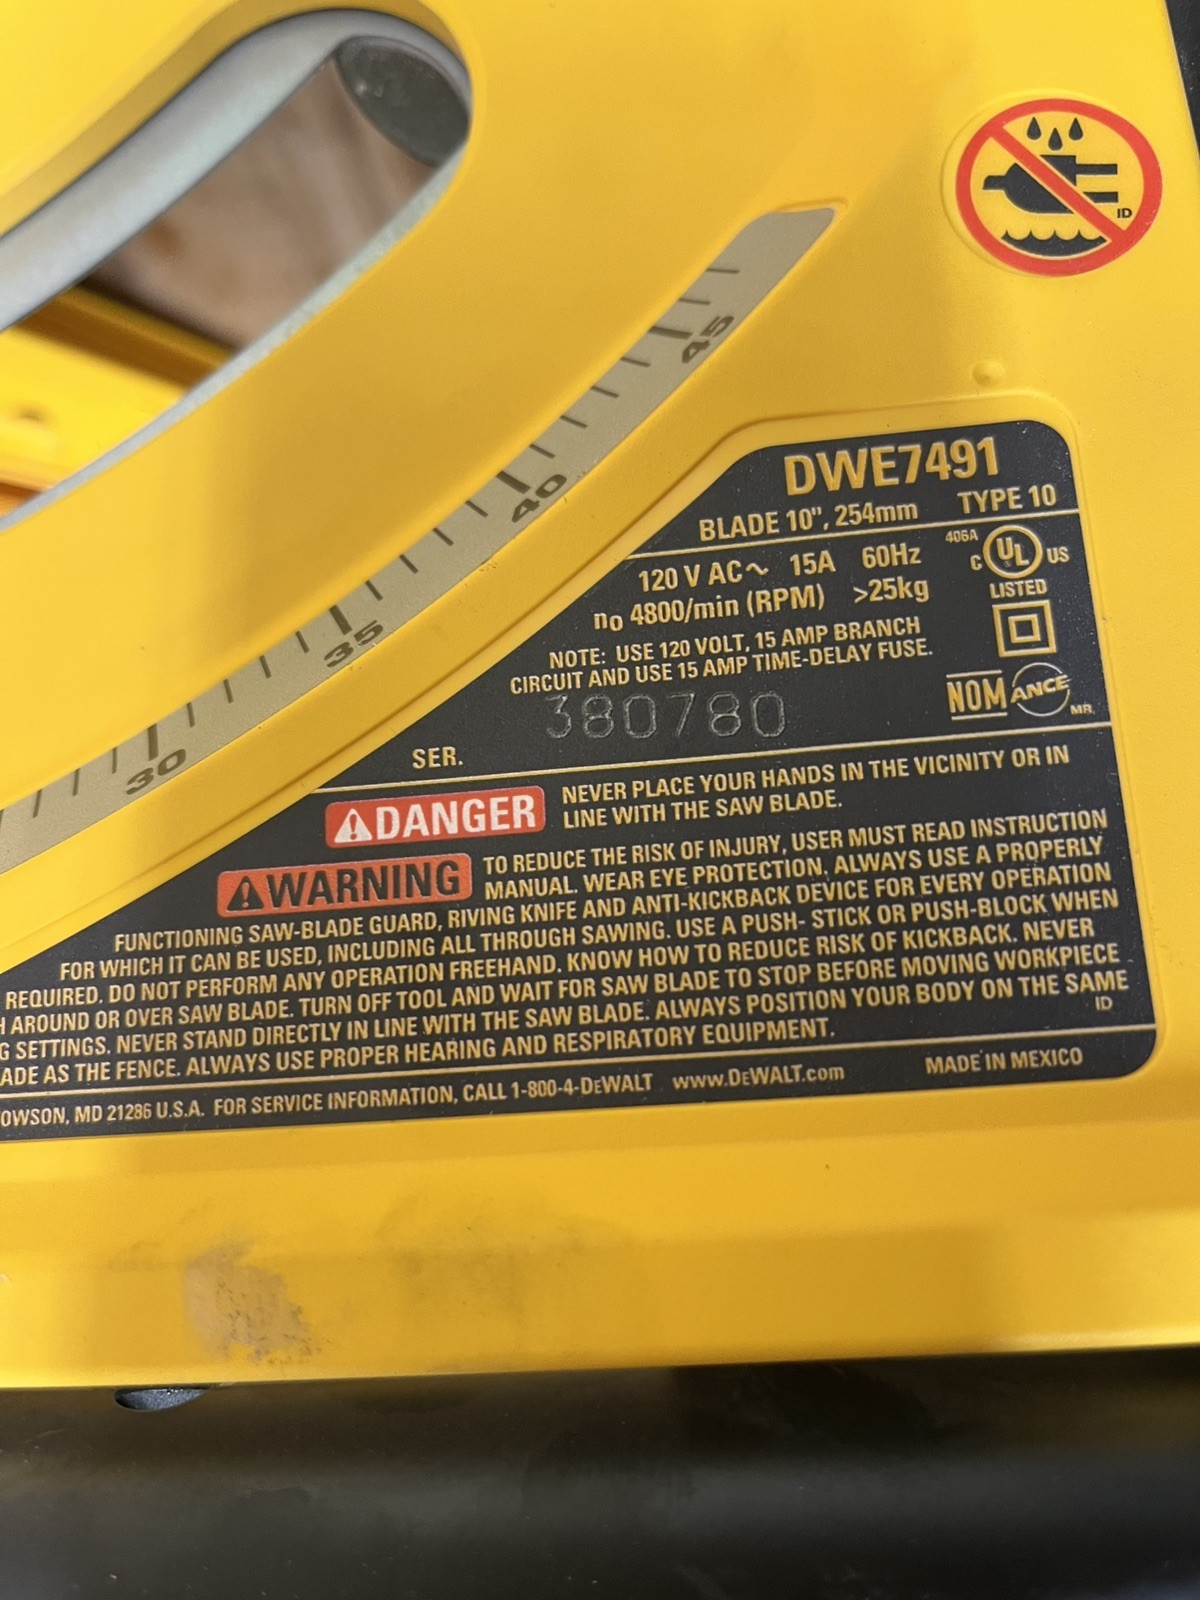 ID
45
40
35
30
DWE7491
BLADE 10", 254mm TYPE 10
120 V AC~ 15A 60Hz
n₀ 4800/min (RPM) >25kg
406A
C UL US
LISTED
NOTE: USE 120 VOLT, 15 AMP BRANCH
CIRCUIT AND USE 15 AMP TIME-DELAY FUSE.
NOM ANCE MR
SER. 380780
DANGER NEVER PLACE YOUR HANDS IN THE VICINITY OR IN
LINE WITH THE SAW BLADE.
WARNING TO REDUCE THE RISK OF INJURY, USER MUST READ INSTRUCTION
MANUAL. WEAR EYE PROTECTION, ALWAYS USE A PROPERLY
FUNCTIONING SAW-BLADE GUARD, RIVING KNIFE AND ANTI-KICKBACK DEVICE FOR EVERY OPERATION
FOR WHICH IT CAN BE USED, INCLUDING ALL THROUGH SAWING. USE A PUSH- STICK OR PUSH-BLOCK WHEN
REQUIRED. DO NOT PERFORM ANY OPERATION FREEHAND. KNOW HOW TO REDUCE RISK OF KICKBACK. NEVER
H AROUND OR OVER SAW BLADE. TURN OFF TOOL AND WAIT FOR SAW BLADE TO STOP BEFORE MOVING WORKPIECE
G SETTINGS. NEVER STAND DIRECTLY IN LINE WITH THE SAW BLADE. ALWAYS POSITION YOUR BODY ON THE SAME
ADE AS THE FENCE. ALWAYS USE PROPER HEARING AND RESPIRATORY EQUIPMENT.
ID
OWSON, MD 21286 U.S.A. FOR SERVICE INFORMATION, CALL 1-800-4-DEWALT www.DEWALT.com MADE IN MEXICO